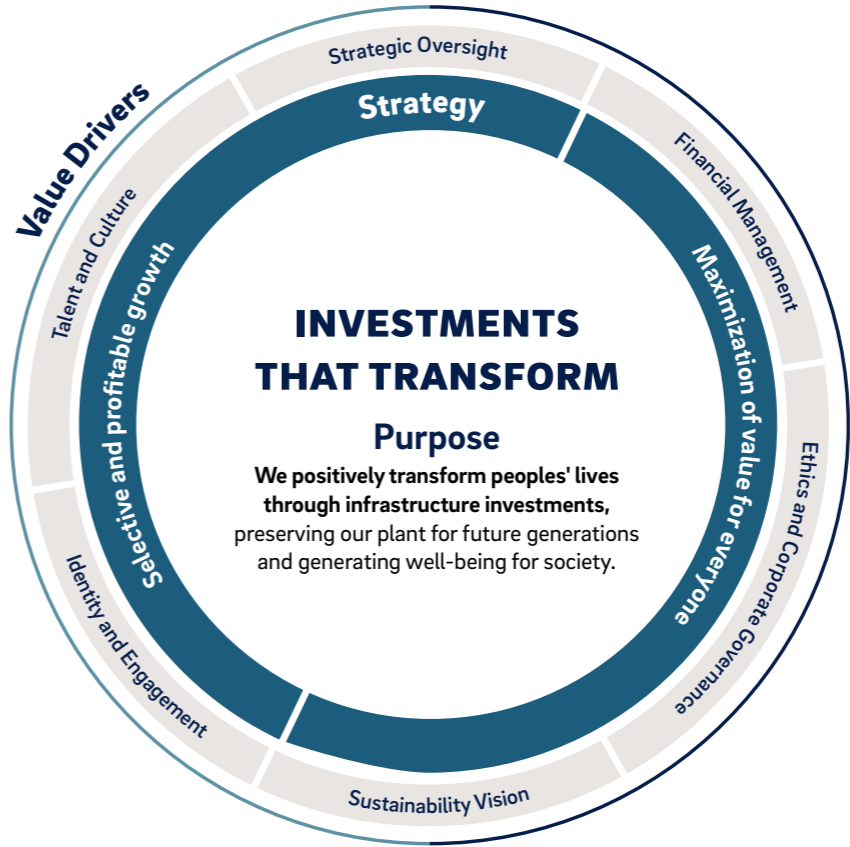 Value Drivers
Strategic Oversight
Financial Management
Ethics and Corporate Governance
Sustainability Vision
Identity and Engagement
Talent and Culture
Strategy
Maximization of value for everyone
Selective and profitable growth
INVESTMENTS
THAT TRANSFORM
Purpose
We positively transform peoples' lives
through infrastructure investments,
preserving our plant for future generations
and generating well-being for society.